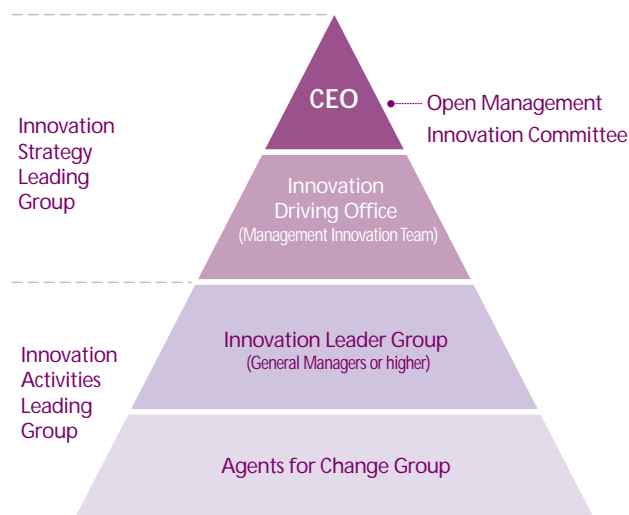 CEO
Open Management
Innovation Committee
Innovation
Strategy
Leading
Group
Innovation
Driving Office
(Management Innovation Team)
Innovation
Activities
Leading
Group
Innovation Leader Group
(General Managers or higher)
Agents for Change Group